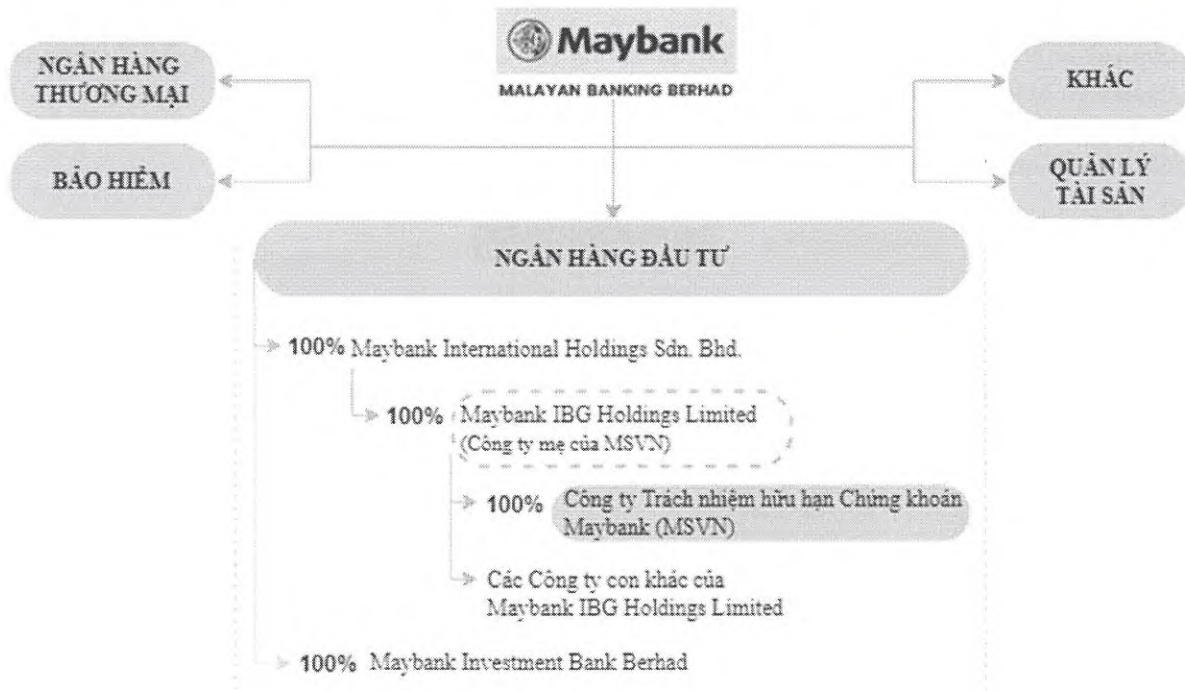 Maybank
MALAYAN BANKING BERHAD
NGÂN HÀNG
THƯƠNG MẠI
BẢO HIỂM
KHÁC
QUẢN LÝ
TÀI SẢN
NGÂN HÀNG ĐẦU TƯ
100% Maybank International Holdings Sdn. Bhd.
100% Maybank IBG Holdings Limited
(Công ty mẹ của MSVN)
100% Công ty Trách nhiệm hữu hạn Chứng khoán
Maybank (MSVN)
Các Công ty con khác của
Maybank IBG Holdings Limited
100% Maybank Investment Bank Berhad